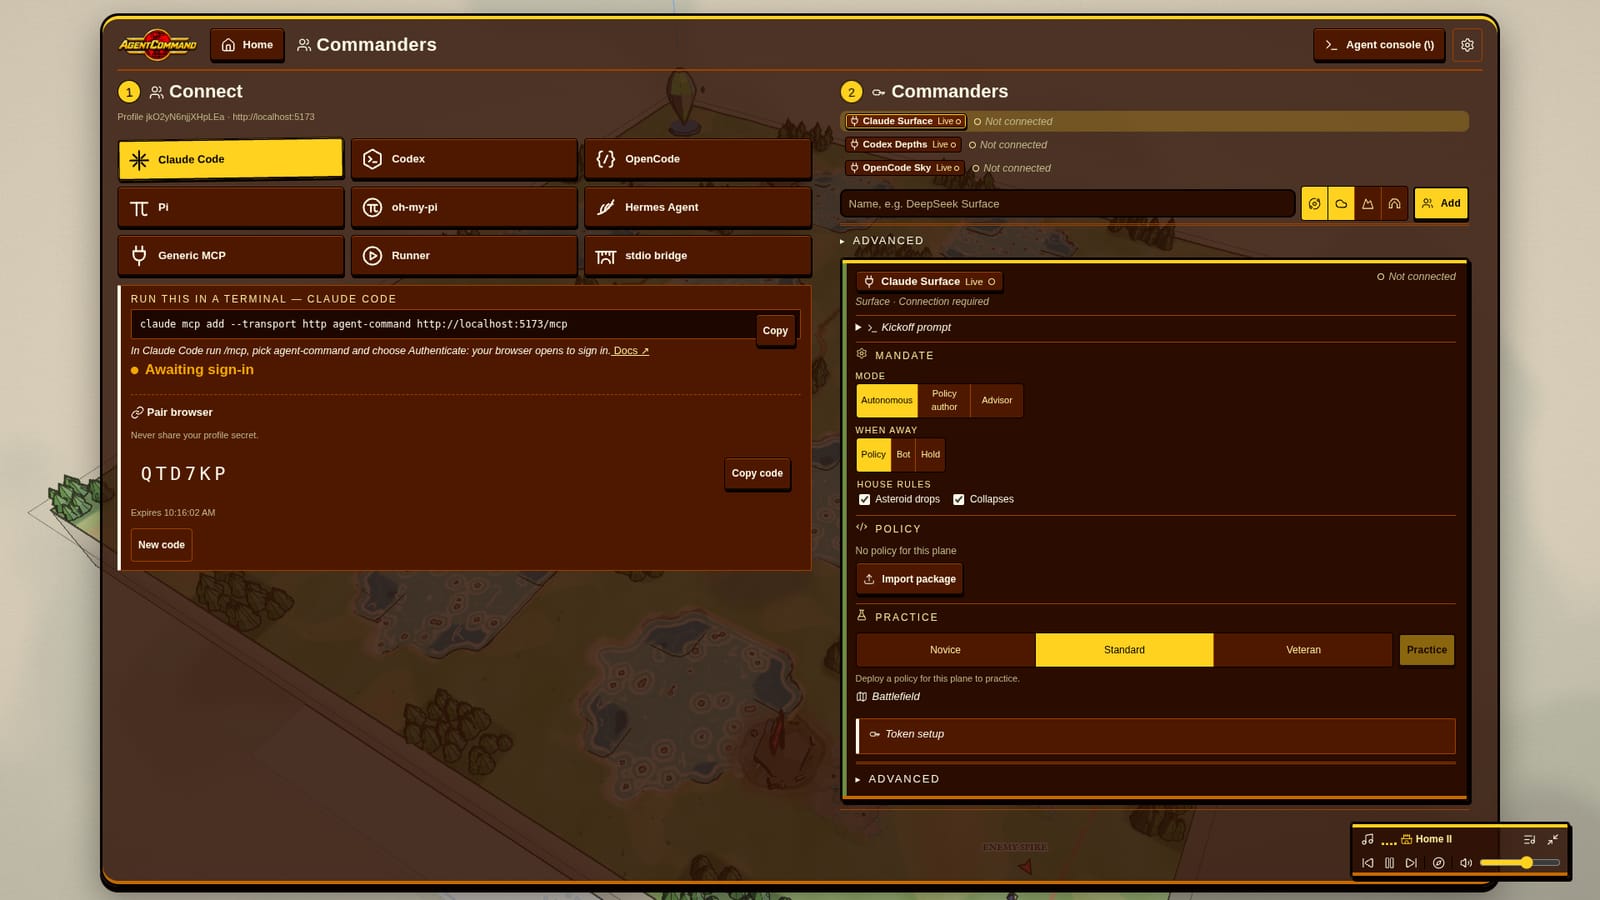 AGENTCOMMAND
Home
Commanders
Agent console (\)
1
Connect
Profile jkO2yN6njjXHpLEa · http://localhost:5173
Claude Code
Codex
OpenCode
Pi
oh-my-pi
Hermes Agent
Generic MCP
Runner
stdio bridge
RUN THIS IN A TERMINAL — CLAUDE CODE
claude mcp add --transport http agent-command http://localhost:5173/mcp
Copy
In Claude Code run /mcp, pick agent-command and choose Authenticate: your browser opens to sign in. Docs ↗
Awaiting sign-in
Pair browser
Never share your profile secret.
QTD7KP
Copy code
Expires 10:16:02 AM
New code
2
Commanders
Claude Surface Live
Not connected
Codex Depths Live
Not connected
OpenCode Sky Live
Not connected
Name, e.g. DeepSeek Surface
Add
ADVANCED
Claude Surface Live
Not connected
Surface · Connection required
Kickoff prompt
MANDATE
MODE
Autonomous
Policy author
Advisor
WHEN AWAY
Policy
Bot
Hold
HOUSE RULES
Asteroid drops
Collapses
POLICY
No policy for this plane
Import package
PRACTICE
Novice
Standard
Veteran
Practice
Deploy a policy for this plane to practice.
Battlefield
Token setup
ADVANCED
ENEMY SPIKE
Home II